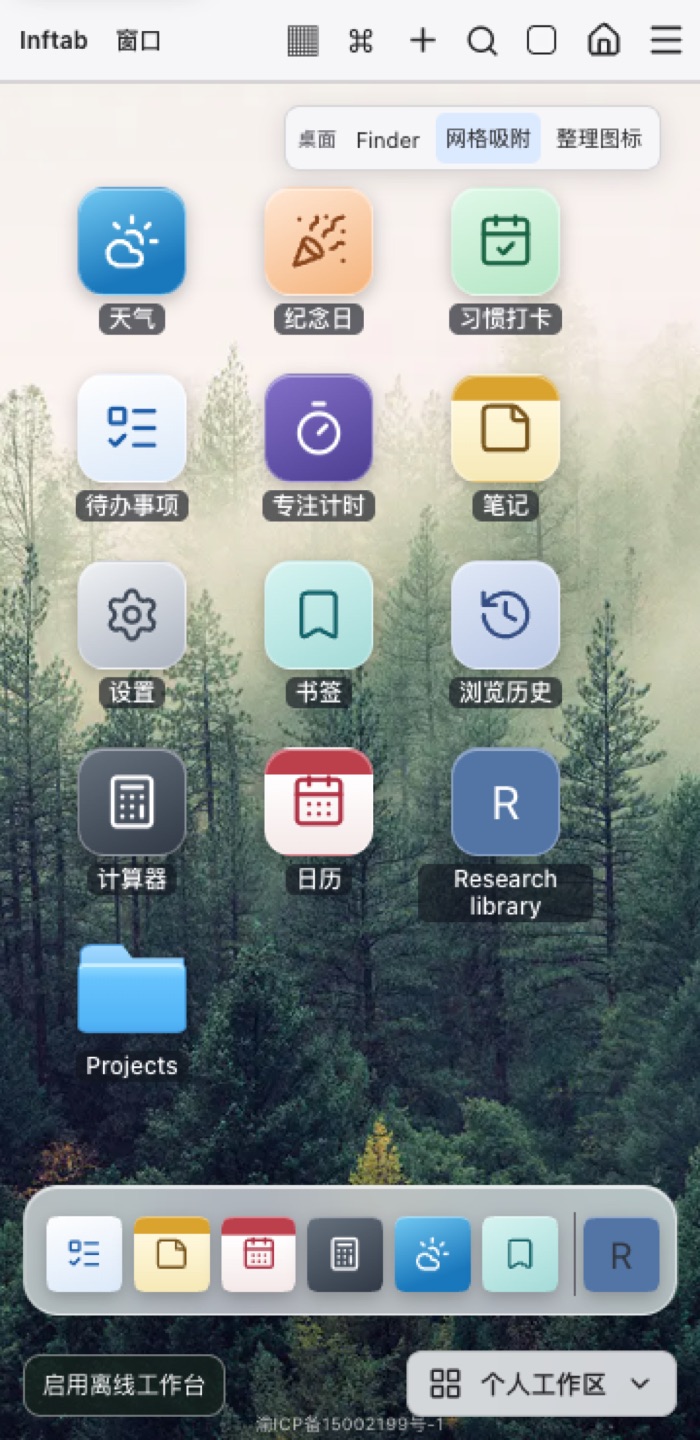 Inftab 窗口
桌面 Finder 网格吸附 整理图标
天气 纪念日 习惯打卡
待办事项 专注计时 笔记
设置 书签 浏览历史
R
计算器 日历 Research
library
Projects
R
启用离线工作台 个人工作区
渝ICP备15002199号-1